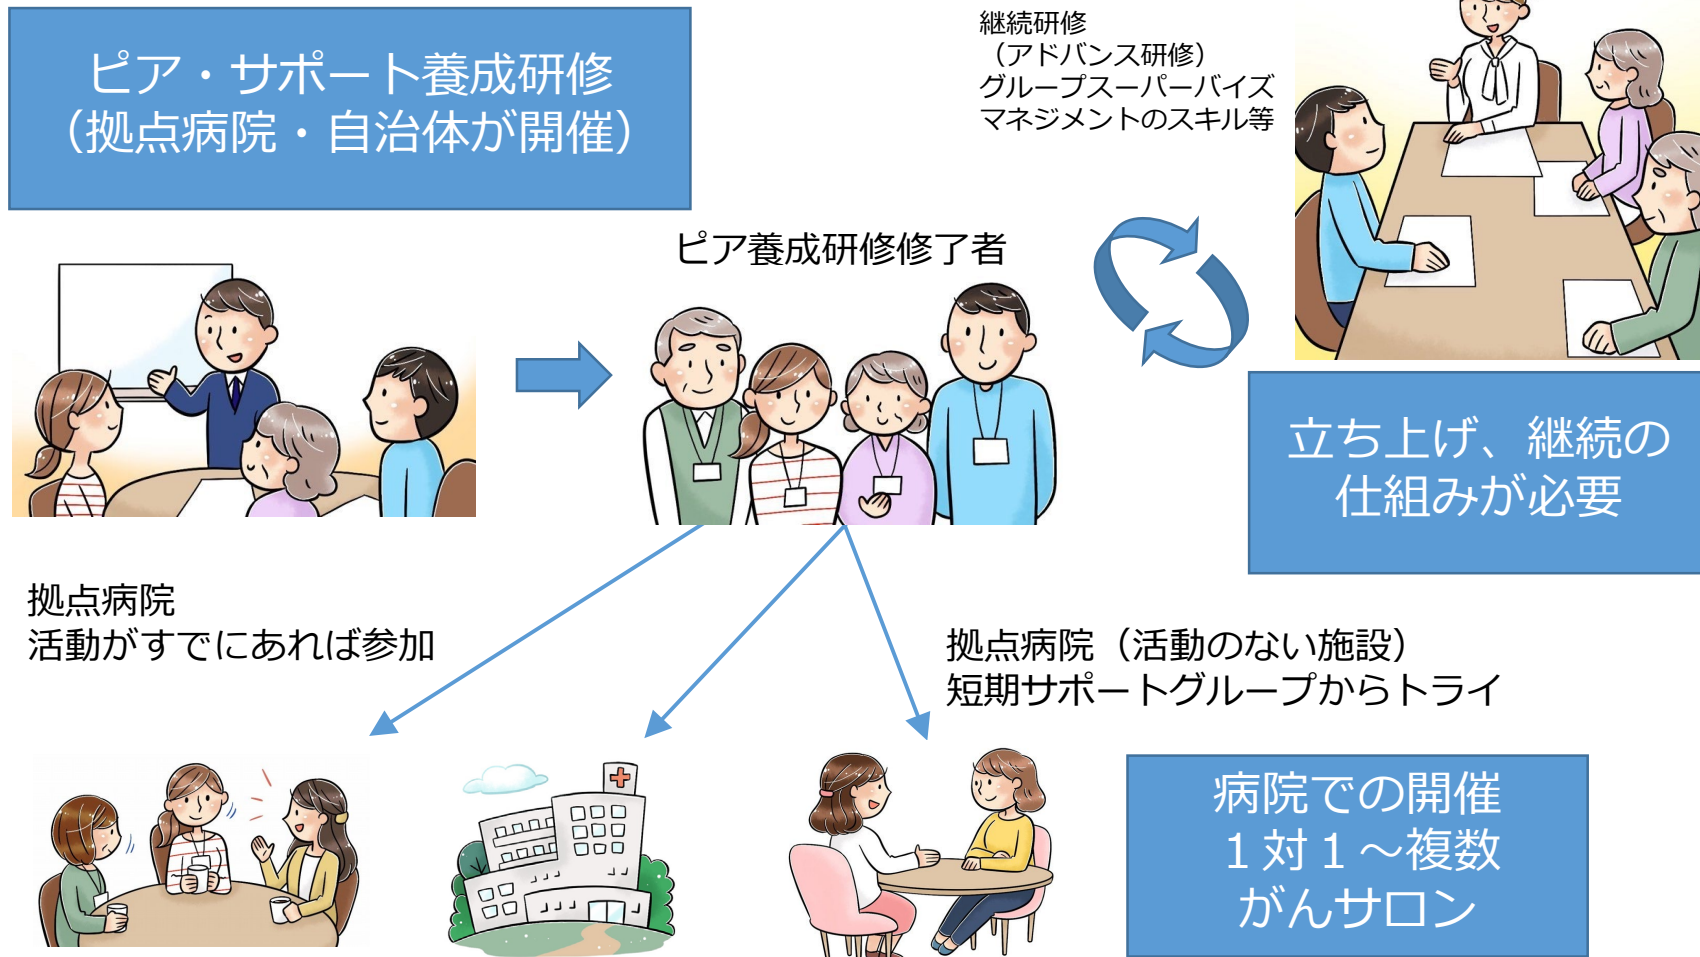 ピア・サポート養成研修
（拠点病院・自治体が開催）
継続研修
（アドバンス研修）
グループスーパーバイズ
マネジメントのスキル等
ピア養成研修修了者
立ち上げ、継続の
仕組みが必要
拠点病院
活動がすでにあれば参加
拠点病院（活動のない施設）
短期サポートグループからトライ
病院での開催
１対１～複数
がんサロン